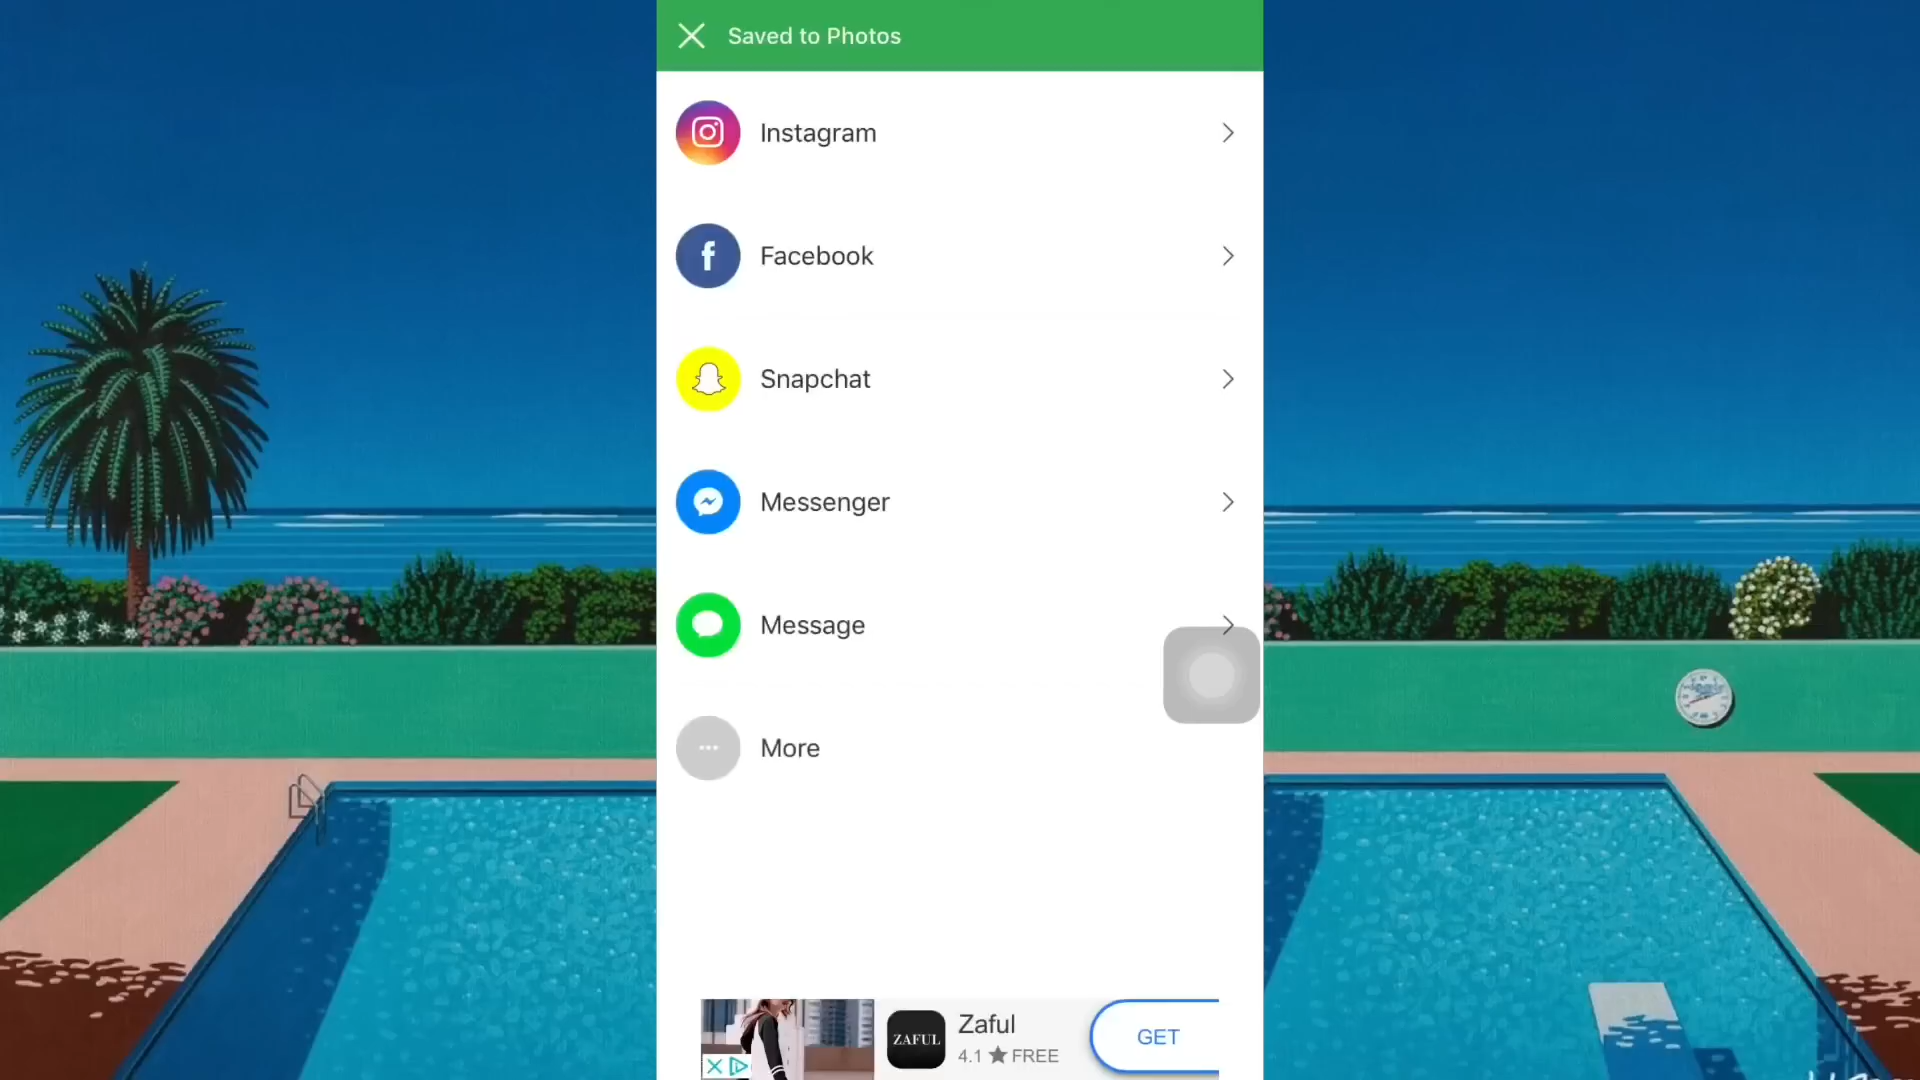 Saved to Photos
Instagram
Facebook
Snapchat
Messenger
Message
More
ZAFUL
Zaful
4.1 ★ FREE
GET